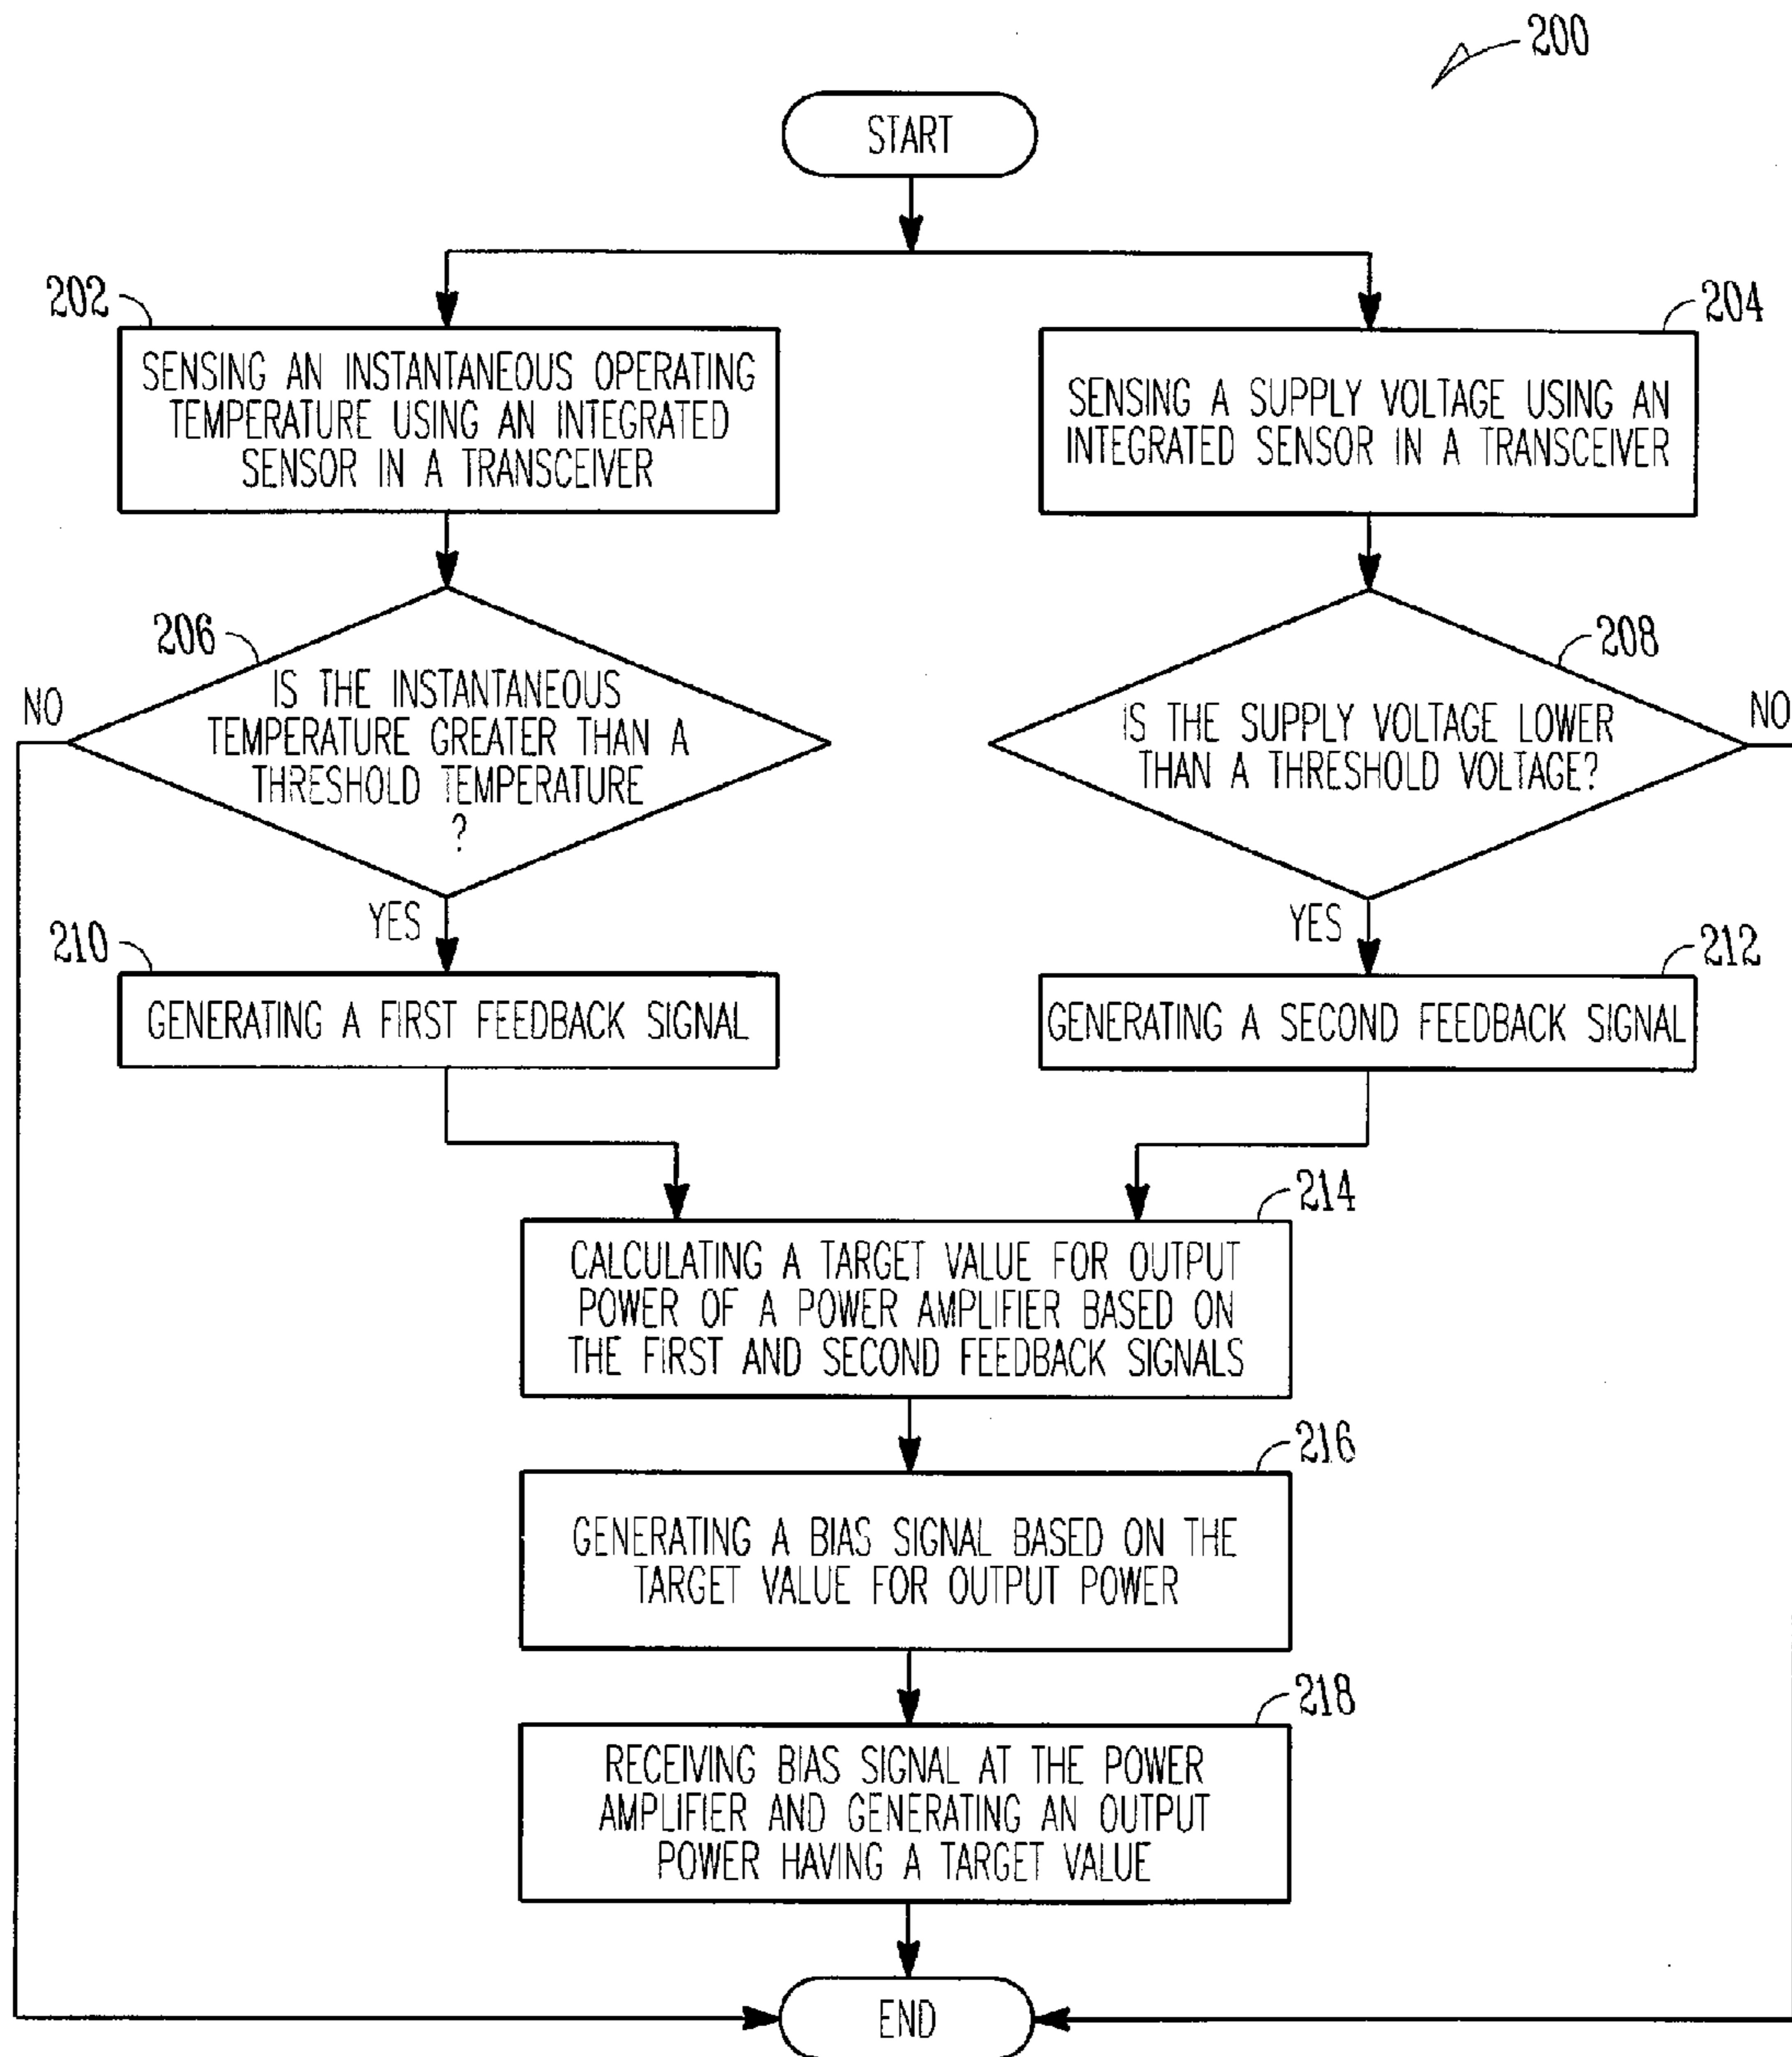 200
START
202
SENSING AN INSTANTANEOUS OPERATING
TEMPERATURE USING AN INTEGRATED
SENSOR IN A TRANSCEIVER
204
SENSING A SUPPLY VOLTAGE USING AN
INTEGRATED SENSOR IN A TRANSCEIVER
206
NO
IS THE INSTANTANEOUS
TEMPERATURE GREATER THAN A
THRESHOLD TEMPERATURE
?
YES
208
NO
IS THE SUPPLY VOLTAGE LOWER
THAN A THRESHOLD VOLTAGE?
YES
210
GENERATING A FIRST FEEDBACK SIGNAL
212
GENERATING A SECOND FEEDBACK SIGNAL
214
CALCULATING A TARGET VALUE FOR OUTPUT
POWER OF A POWER AMPLIFIER BASED ON
THE FIRST AND SECOND FEEDBACK SIGNALS
216
GENERATING A BIAS SIGNAL BASED ON THE
TARGET VALUE FOR OUTPUT POWER
218
RECEIVING BIAS SIGNAL AT THE POWER
AMPLIFIER AND GENERATING AN OUTPUT
POWER HAVING A TARGET VALUE
END